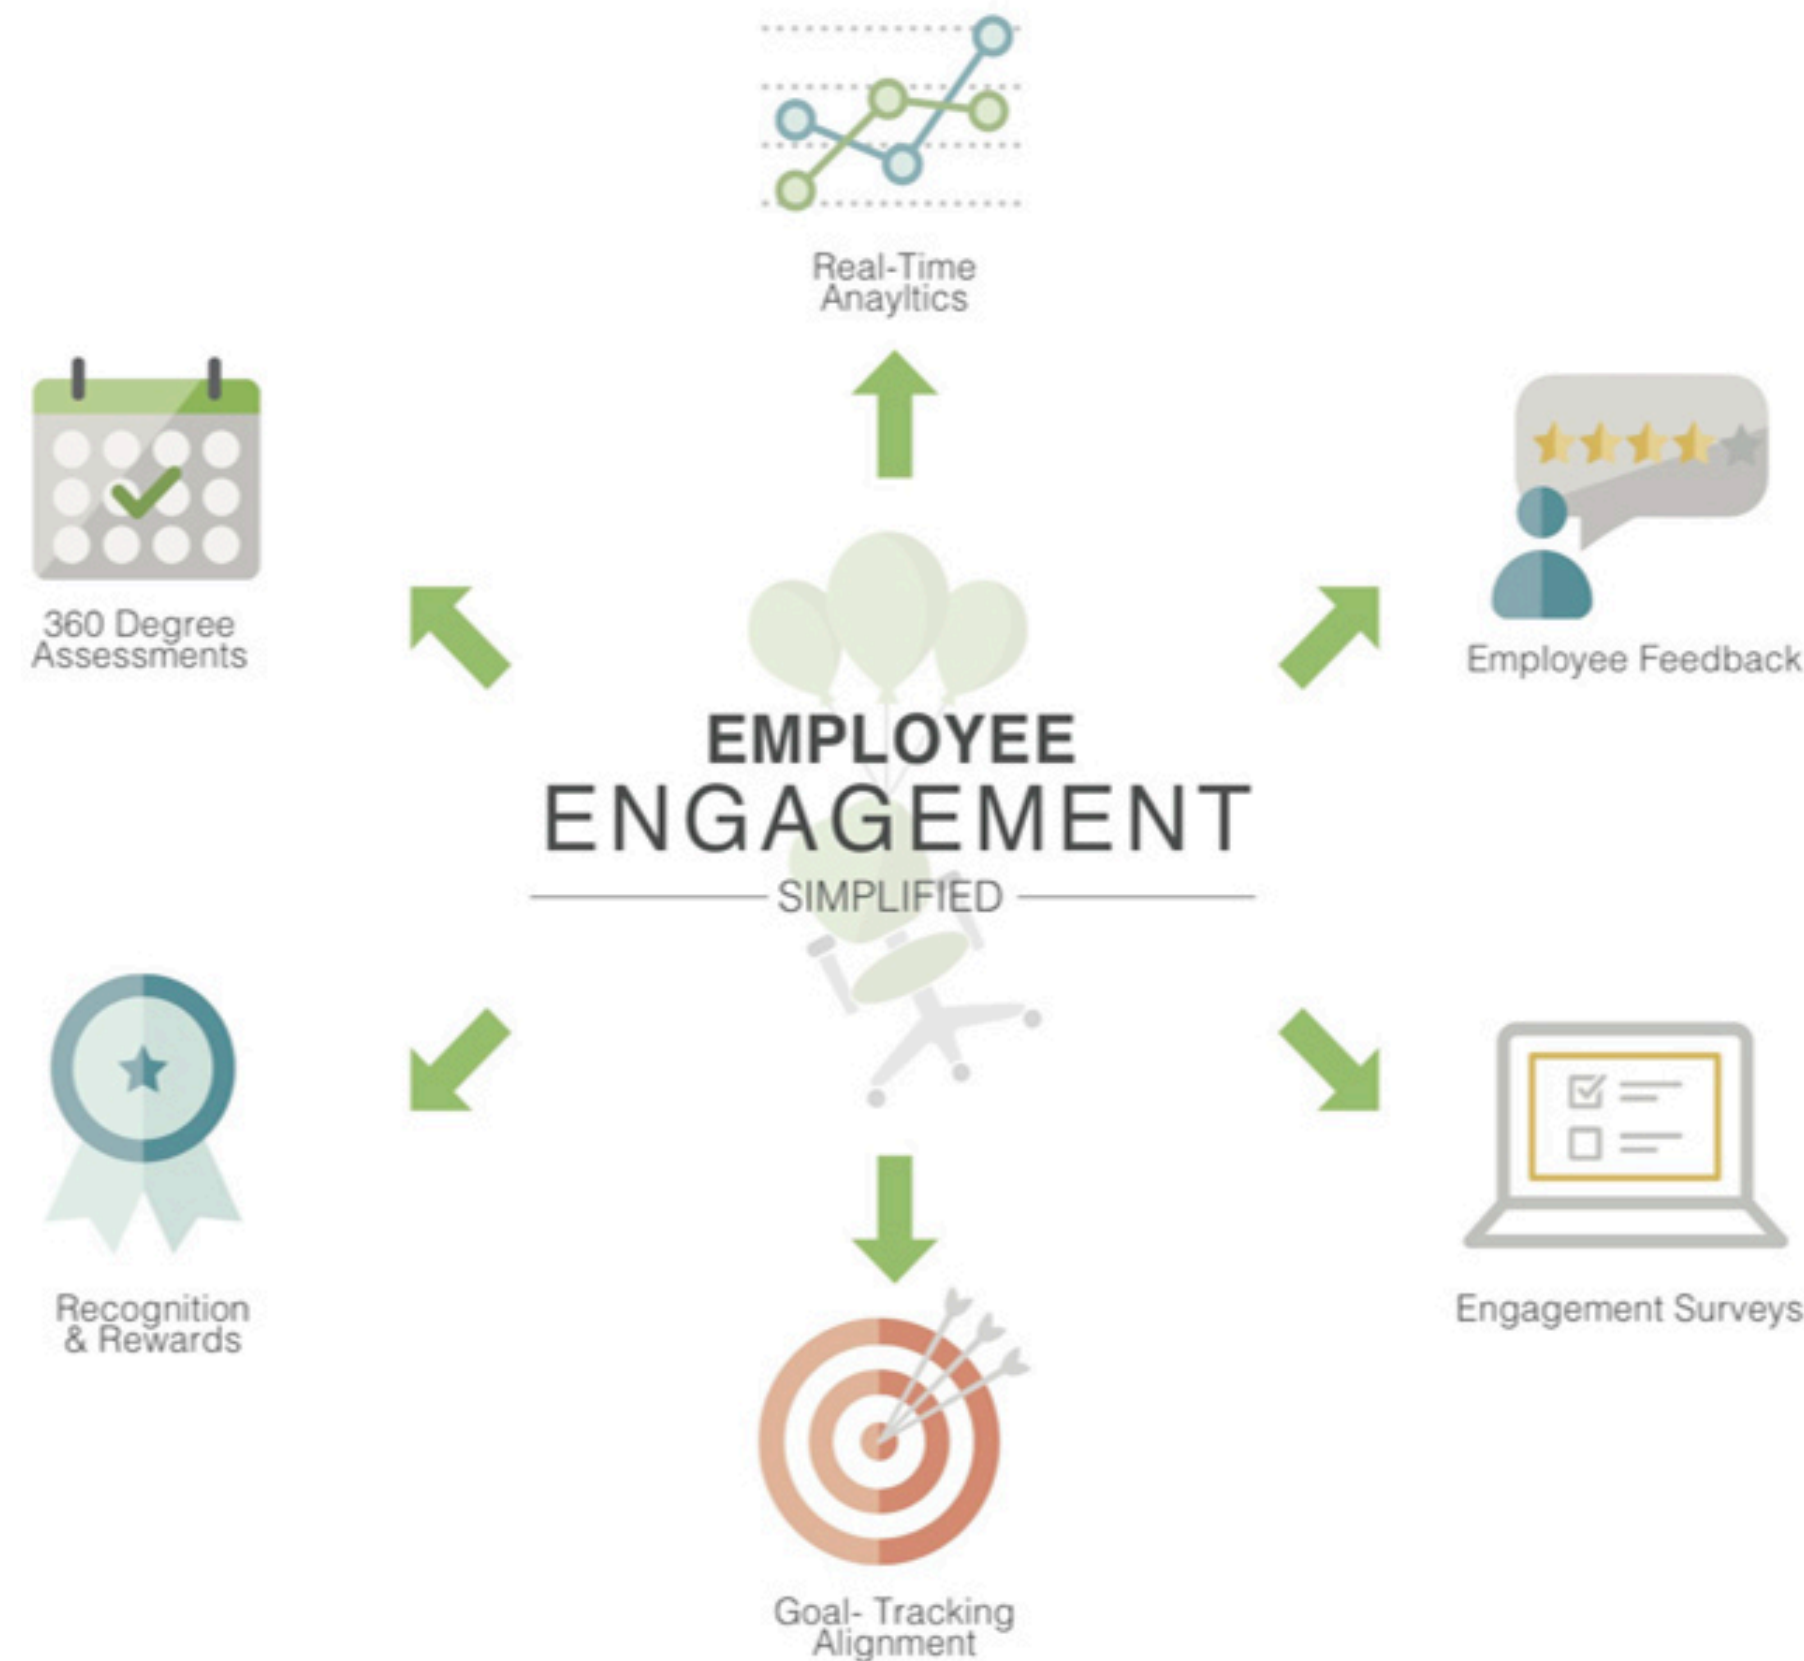 Real-Time
Anayltics
360 Degree
Assessments
Employee Feedback
EMPLOYEE
ENGAGEMENT
SIMPLIFIED
Recognition
& Rewards
Engagement Surveys
Goal- Tracking
Alignment